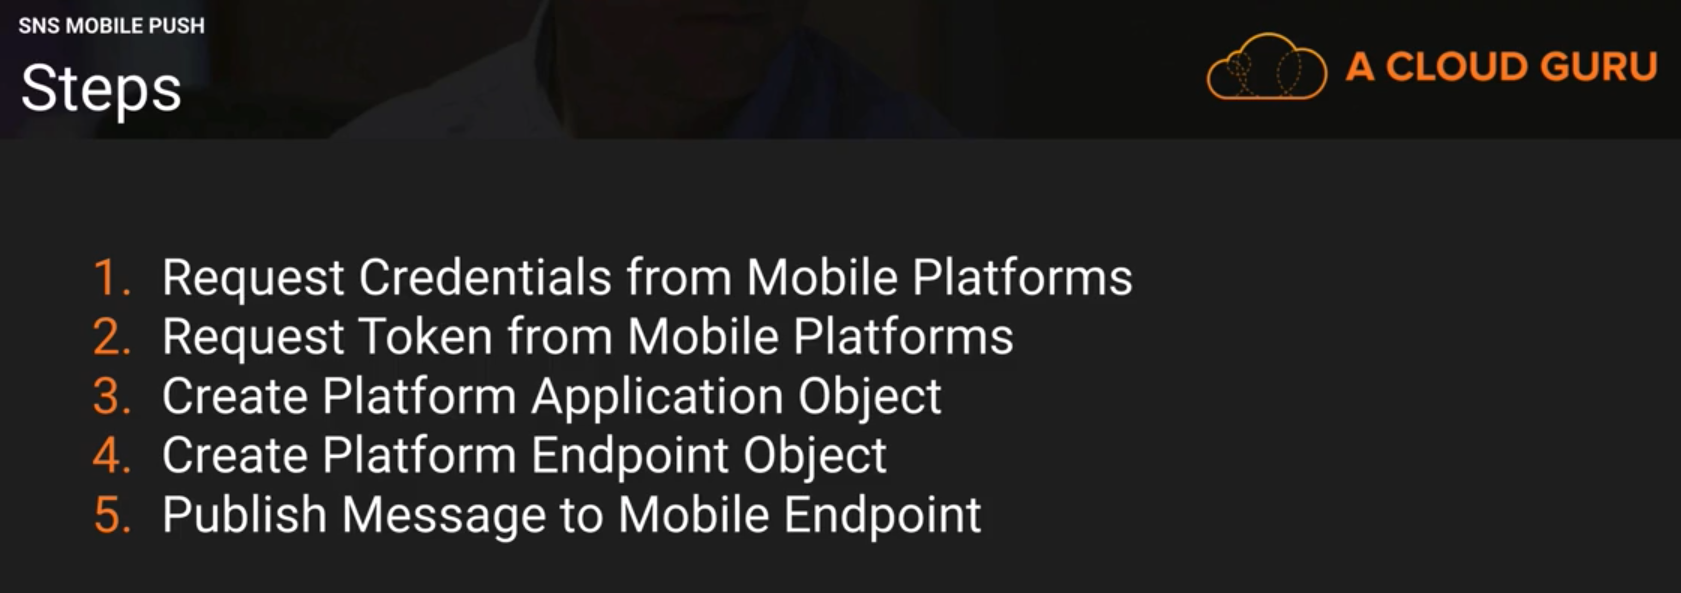 SNS MOBILE PUSH
Steps
A CLOUD GURU
1. Request Credentials from Mobile Platforms
2. Request Token from Mobile Platforms
3. Create Platform Application Object
4. Create Platform Endpoint Object
5. Publish Message to Mobile Endpoint